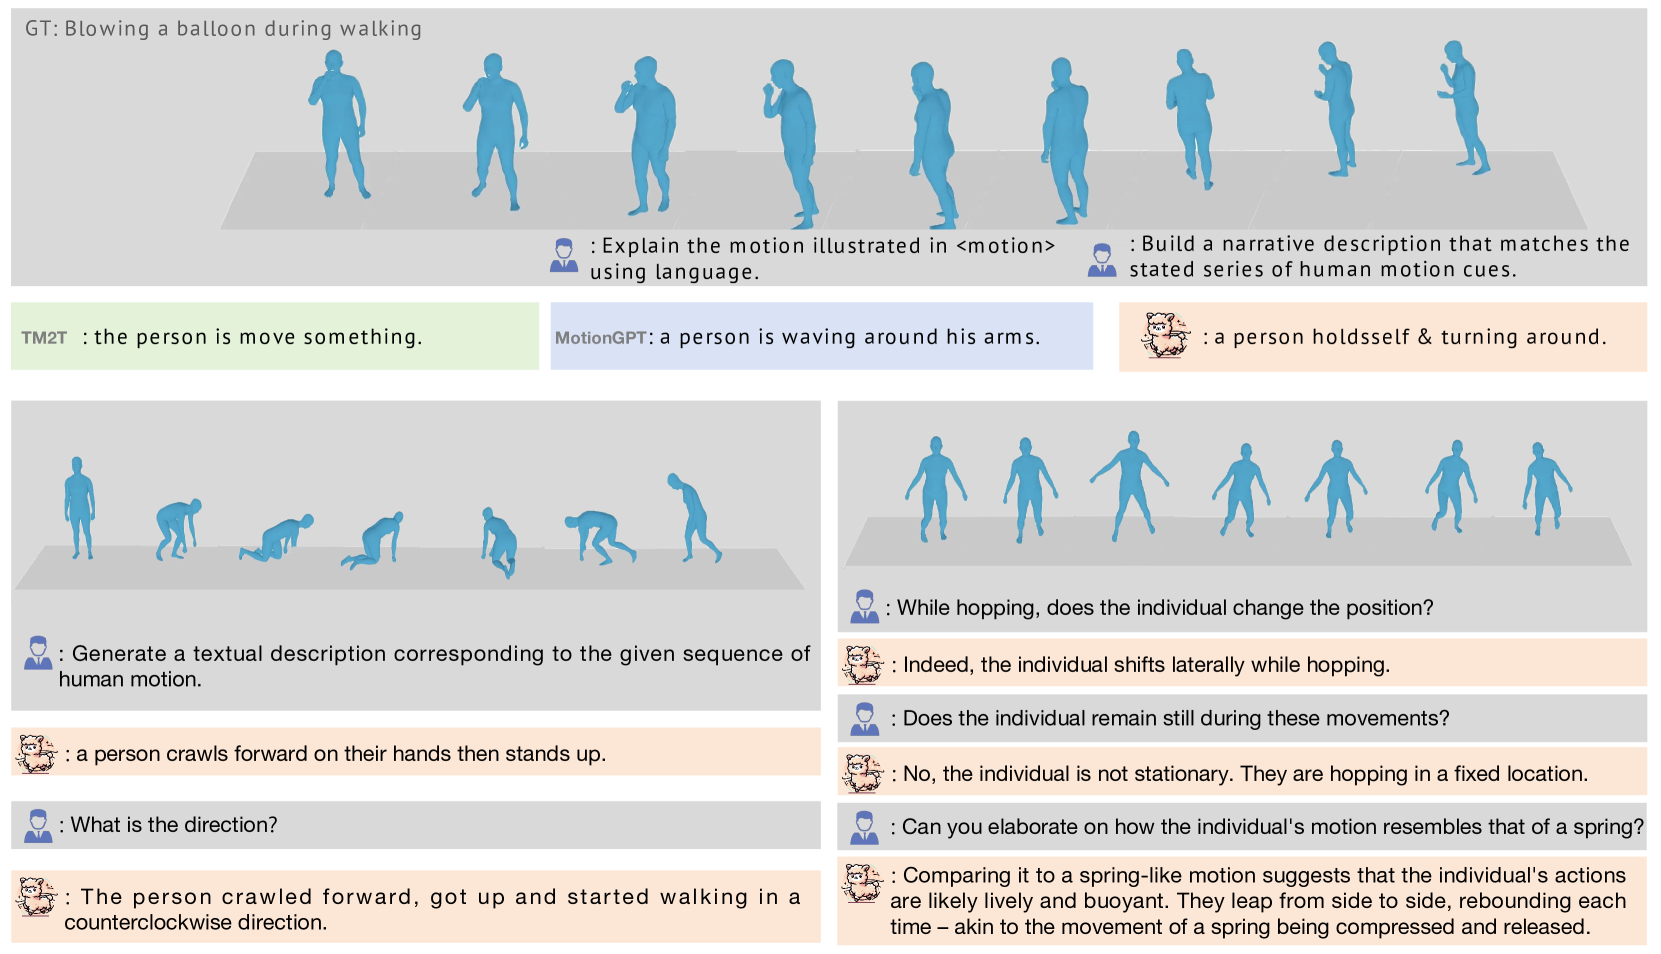 GT: Blowing a balloon during walking
: Explain the motion illustrated in <motion>
using language.
: Build a narrative description that matches the
stated series of human motion cues.
TM2T : the person is move something.
MotionGPT: a person is waving around his arms.
: a person holdsself & turning around.
: Generate a textual description corresponding to the given sequence of
human motion.
: a person crawls forward on their hands then stands up.
: What is the direction?
: The person crawled forward, got up and started walking in a
counterclockwise direction.
: While hopping, does the individual change the position?
: Indeed, the individual shifts laterally while hopping.
: Does the individual remain still during these movements?
: No, the individual is not stationary. They are hopping in a fixed location.
: Can you elaborate on how the individual's motion resembles that of a spring?
: Comparing it to a spring-like motion suggests that the individual's actions
are likely lively and buoyant. They leap from side to side, rebounding each
time – akin to the movement of a spring being compressed and released.